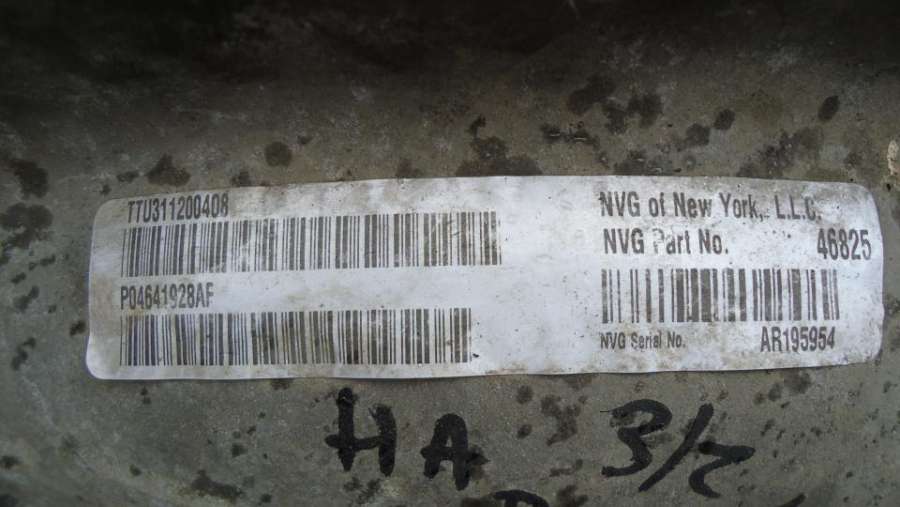 TTU311200408
P04641928AF
NVG of New York, L.L.C.
NVG Part No. 46825
NVG Serial No. AR195954
HA 3/2